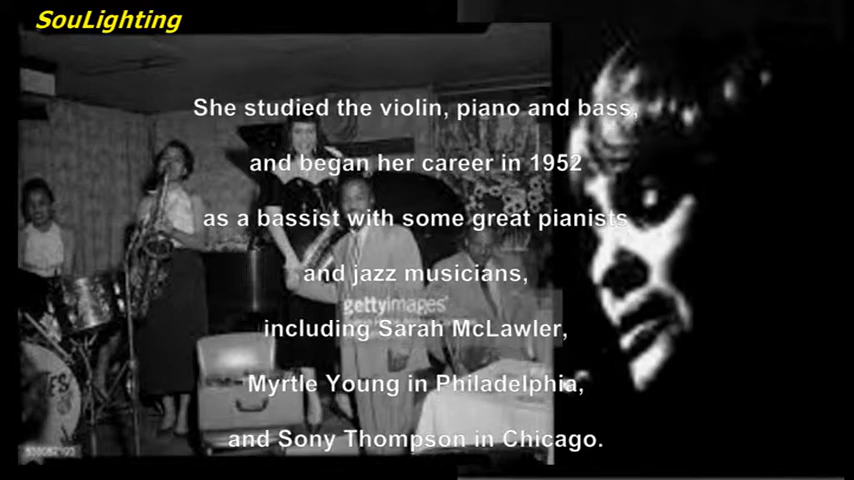 SouLighting
She studied the violin, piano and bass,
and began her career in 1952
as a bassist with some great pianists
and jazz musicians,
gettyimages
including Sarah McLawler,
Myrtle Young in Philadelphia,
and Sony Thompson in Chicago.